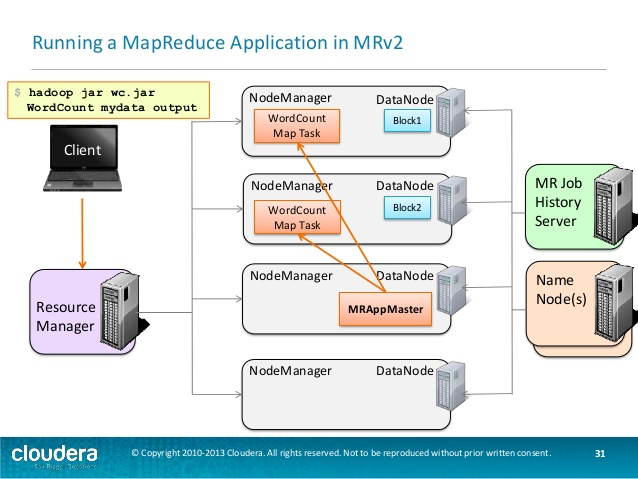 Running a MapReduce Application in MRv2
$ hadoop jar wc.jar
WordCount mydata output
Client
Resource
Manager
NodeManager
DataNode
WordCount
Map Task
Block1
NodeManager
DataNode
WordCount
Map Task
Block2
NodeManager
DataNode
MRAppMaster
NodeManager
DataNode
MR Job
History
Server
Name
Node(s)
cloudera
© Copyright 2010-2013 Cloudera. All rights reserved. Not to be reproduced without prior written consent.
31